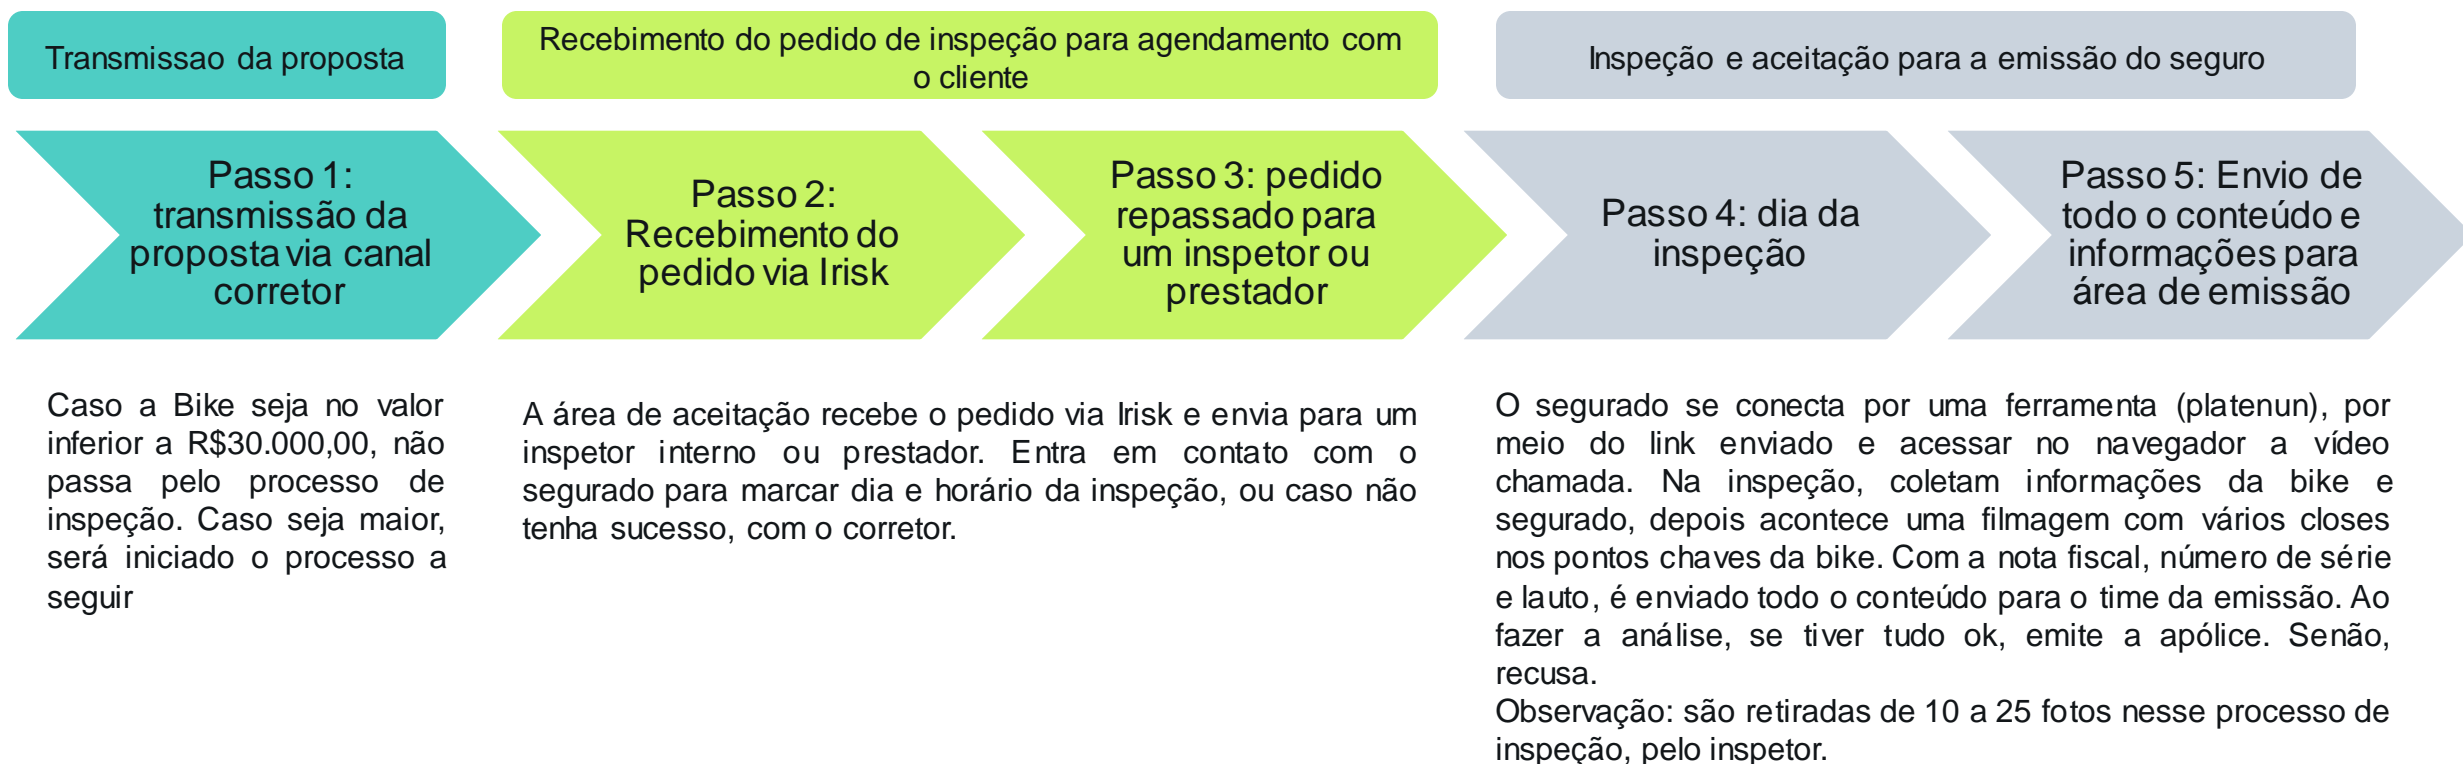 Transmissao da proposta
Recebimento do pedido de inspeção para agendamento com
o cliente
Inspeção e aceitação para a emissão do seguro
Passo 1:
transmissão da
proposta via canal
corretor
Passo 2:
Recebimento do
pedido via Irisk
Passo 3: pedido
repassado para
um inspetor ou
prestador
Passo 4: dia da
inspeção
Passo 5: Envio de
todo o conteúdo e
informações para
área de emissão
Caso a Bike seja no valor
inferior a R$30.000,00, não
passa pelo processo de
inspeção. Caso seja maior,
será iniciado o processo a
seguir
A área de aceitação recebe o pedido via Irisk e envia para um
inspetor interno ou prestador. Entra em contato com o
segurado para marcar dia e horário da inspeção, ou caso não
tenha sucesso, com o corretor.
O segurado se conecta por uma ferramenta (platenun), por
meio do link enviado e acessar no navegador a vídeo
chamada. Na inspeção, coletam informações da bike e
segurado, depois acontece uma filmagem com vários closes
nos pontos chaves da bike. Com a nota fiscal, número de série
e lauto, é enviado todo o conteúdo para o time da emissão. Ao
fazer a análise, se tiver tudo ok, emite a apólice. Senão,
recusa.
Observação: são retiradas de 10 a 25 fotos nesse processo de
inspeção, pelo inspetor.